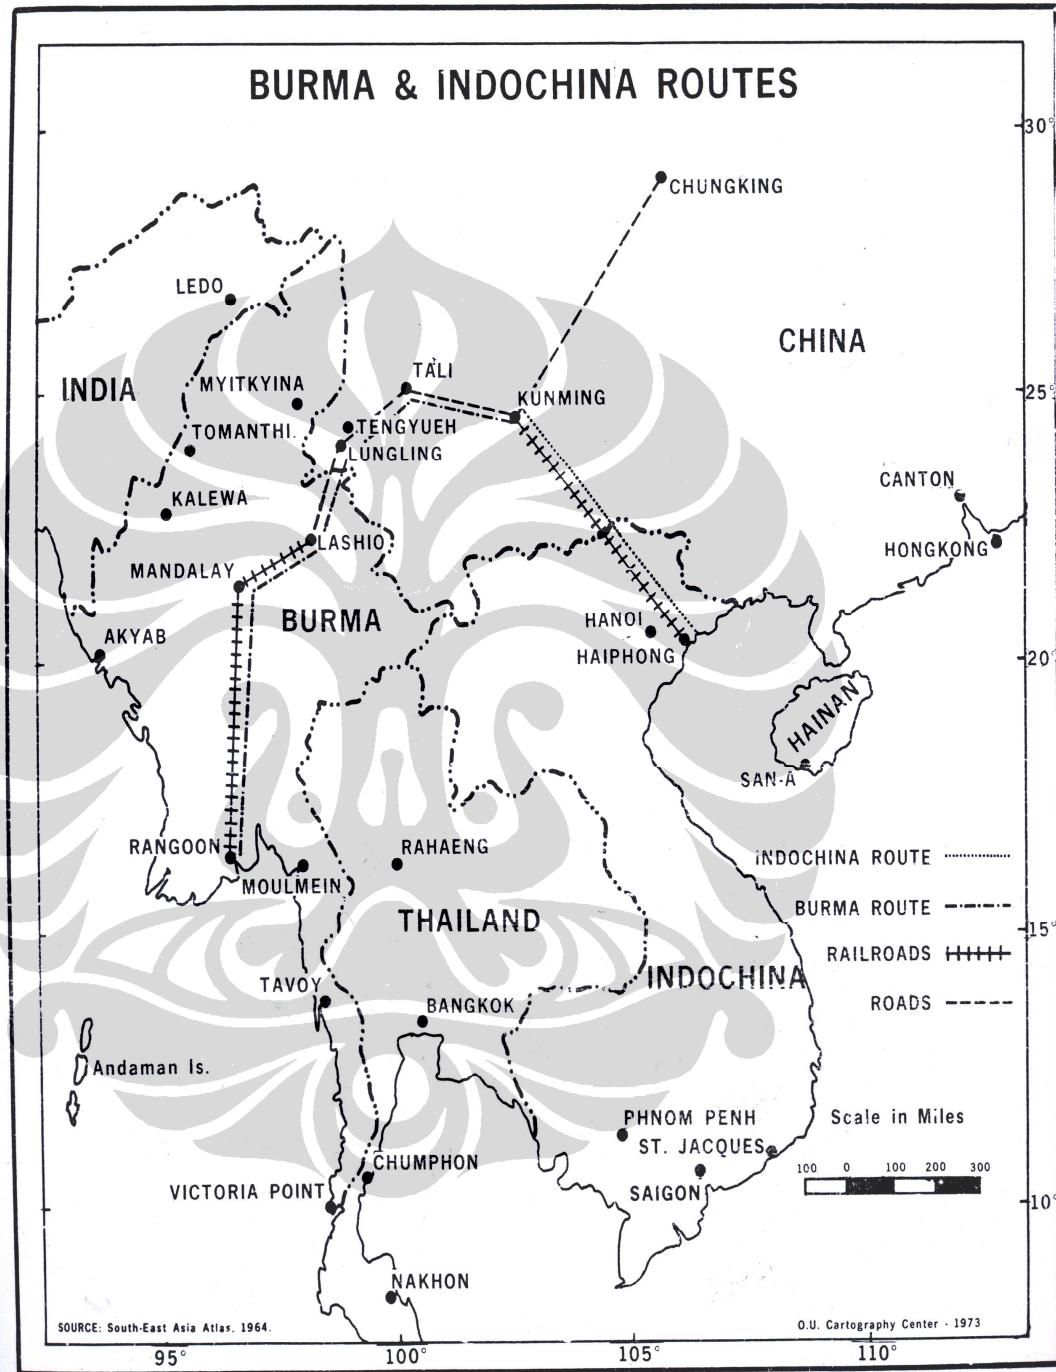 BURMA & INDOCHINA ROUTES
30°
CHUNGKING
LEDO
CHINA
INDIA
MYITKYINA
TALI
KUNMING
25°
TOMANTHI.
TENGYUEH
LUNGLING
CANTON
KALEWA
LASHIO
HONGKONG
MANDALAY
BURMA
HANOI
AKYAB
HAIPHONG
20°
HAINAN
SAN-A
RANGOON
RAHAENG
INDOCHINA ROUTE
MOULMEIN
BURMA ROUTE
THAILAND
15°
RAILROADS
INDOCHINA
TAVOY
BANGKOK
ROADS
Andaman Is.
PHNOM PENH
Scale in Miles
ST. JACQUES
CHUMPHON
100 0 100 200 300
VICTORIA POINT
SAIGON
10°
NAKHON
SOURCE: South-East Asia Atlas, 1964.
O.U. Cartography Center - 1973
95° 100° 105° 110°